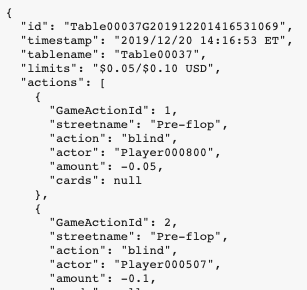 {
"id": "Table00037G201912201416531069",
"timestamp": "2019/12/20 14:16:53 ET",
"tablename": "Table00037",
"limits": "$0.05/$0.10 USD",
"actions": [
{
"GameActionId": 1,
"streetname": "Pre-flop",
"action": "blind",
"actor": "Player000800",
"amount": -0.05,
"cards": null
},
{
"GameActionId": 2,
"streetname": "Pre-flop",
"action": "blind",
"actor": "Player000507",
"amount": -0.1,